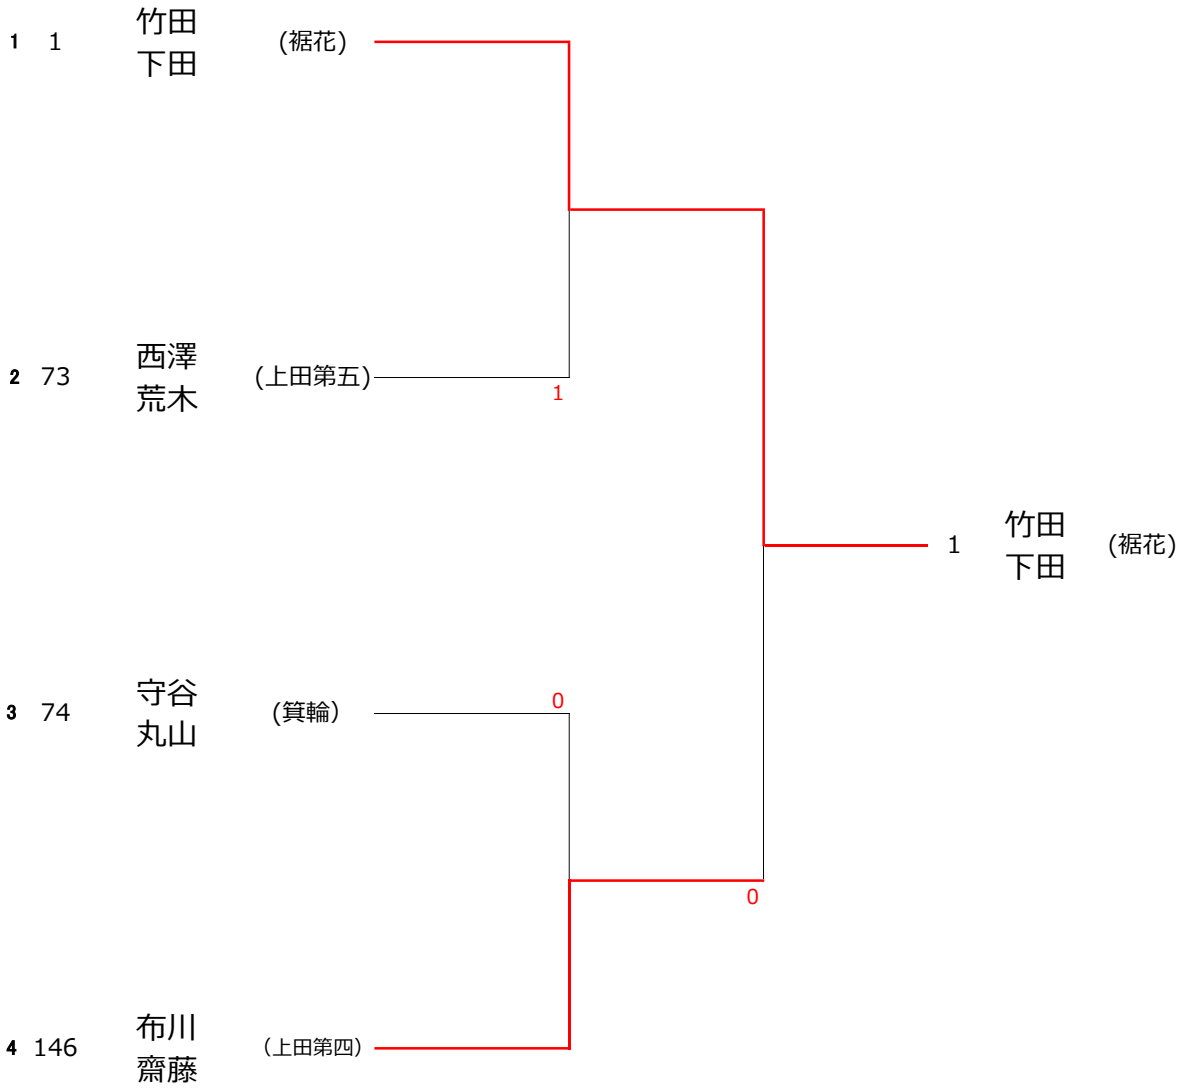 竹田
1 1 (裾花)
下田
西澤
2 73 (上田第五)
荒木
1
1 竹田 (裾花)
下田
0
守谷
3 74 (箕輪）
丸山
0
布川
4 146 （上田第四）
齋藤